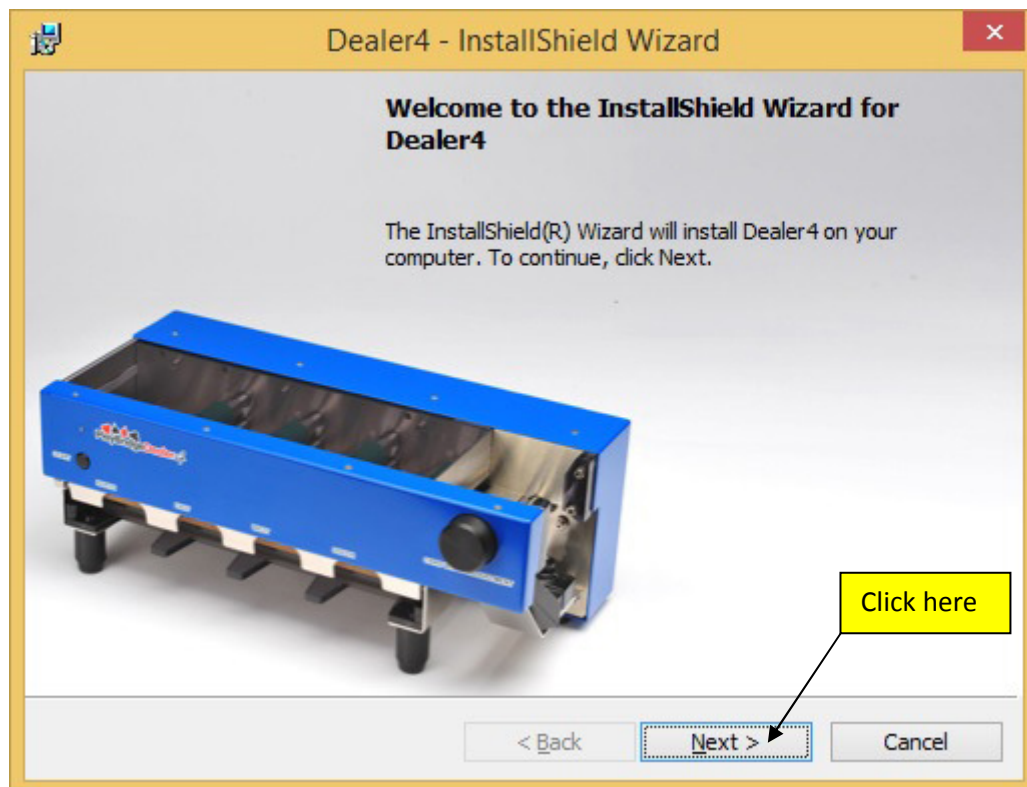 Dealer4 - InstallShield Wizard
Welcome to the InstallShield Wizard for
Dealer4
The InstallShield(R) Wizard will install Dealer4 on your
computer. To continue, click Next.
PlayBridgeDealer4
Click here
< Back
Next >
Cancel